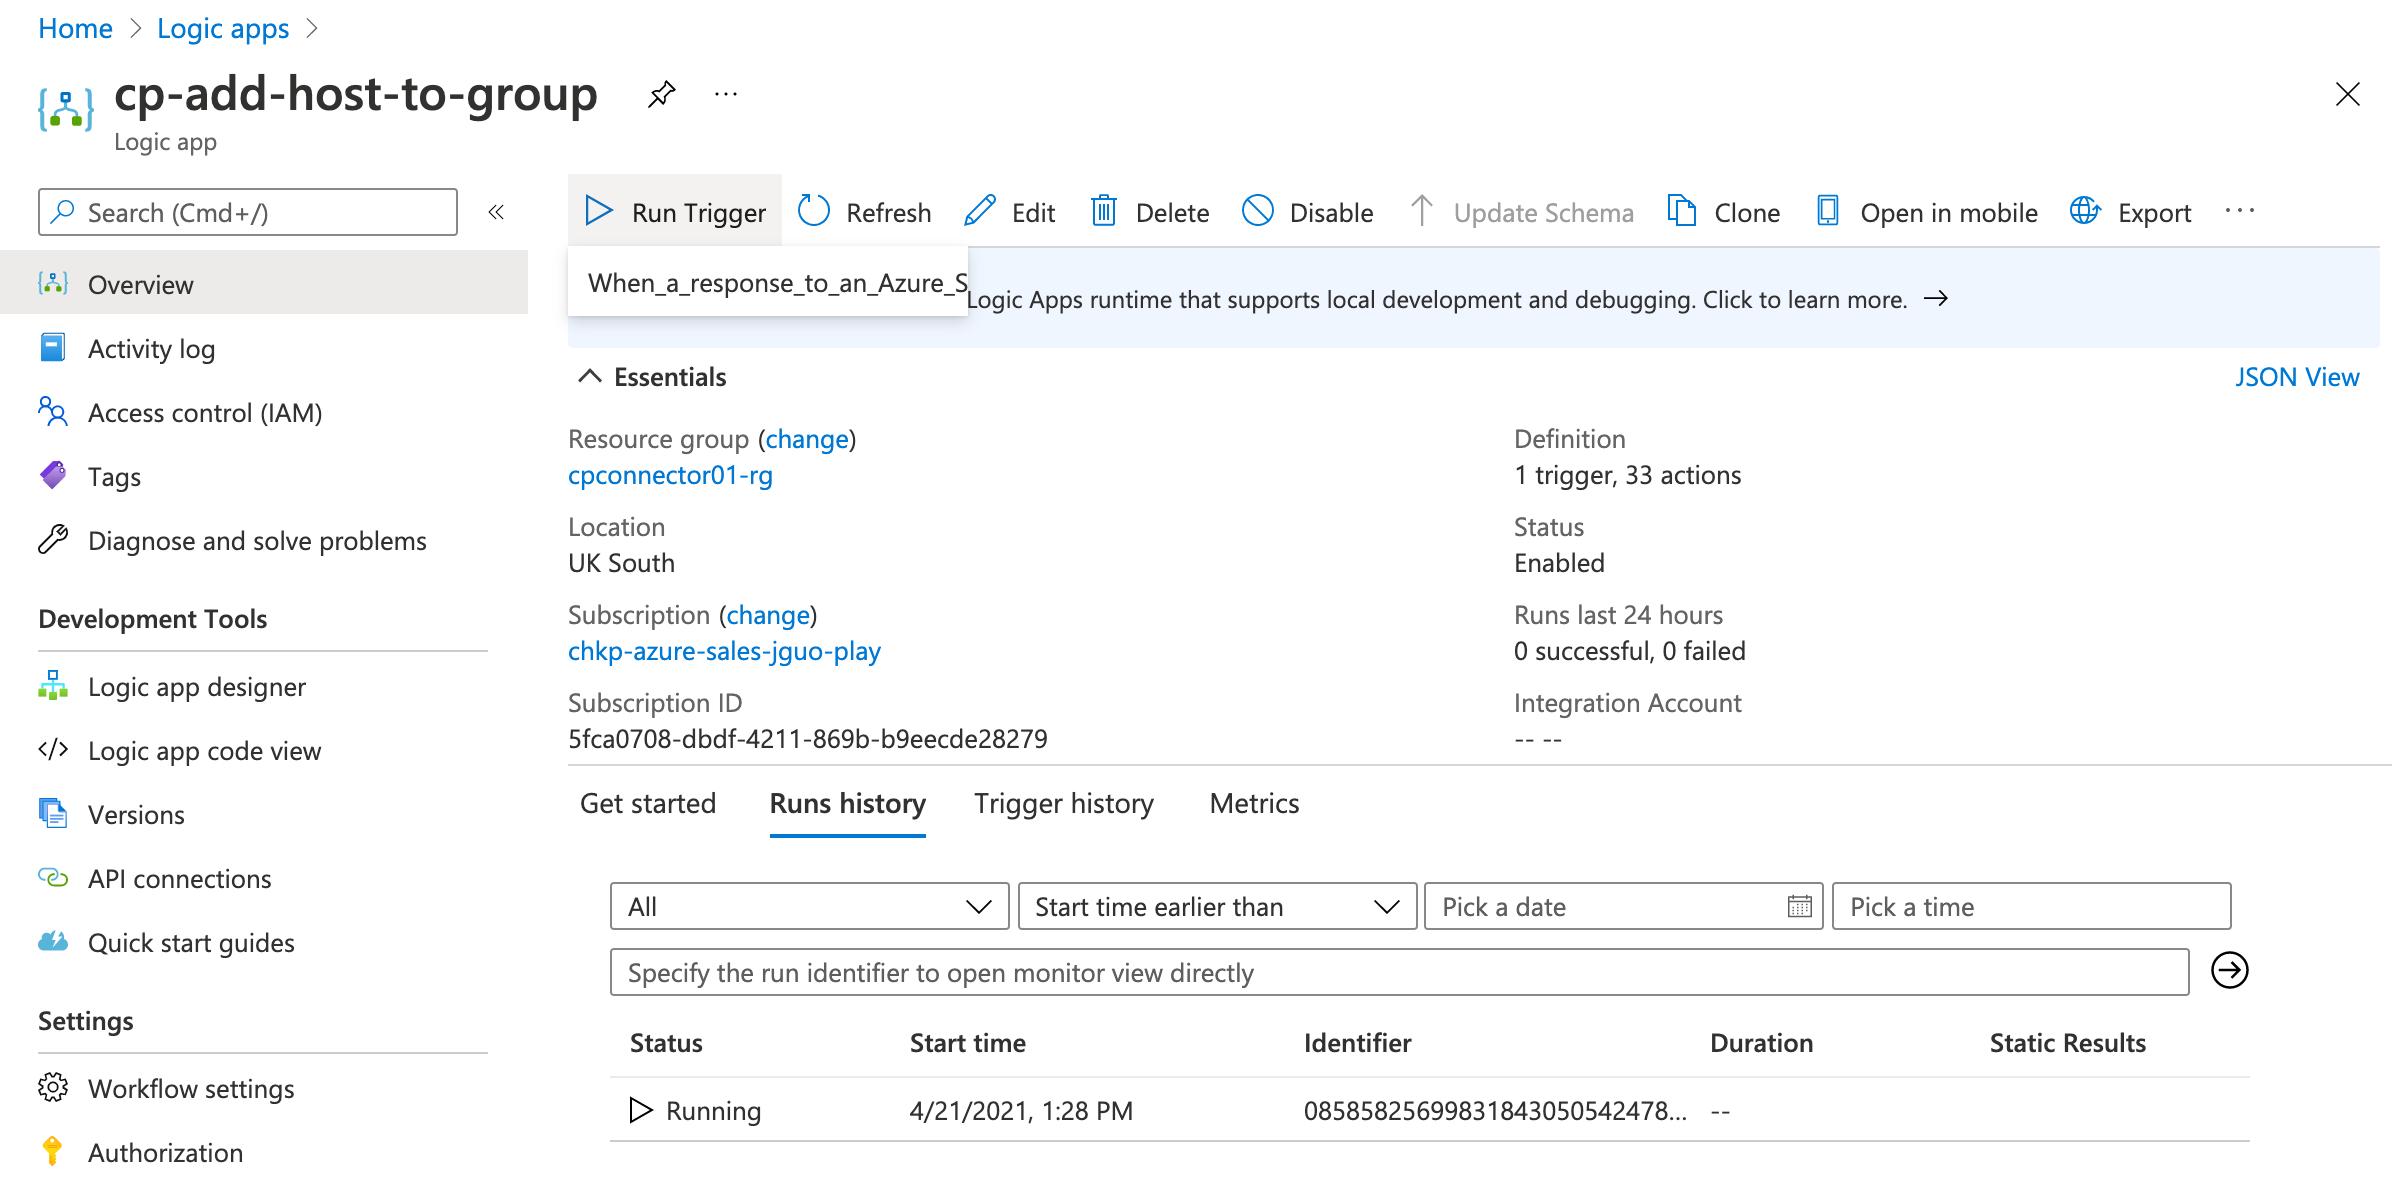 Home > Logic apps >
cp-add-host-to-group
Logic app
Search (Cmd+/)
Overview
Activity log
Access control (IAM)
Tags
Diagnose and solve problems
Development Tools
Logic app designer
Logic app code view
Versions
API connections
Quick start guides
Settings
Workflow settings
Authorization
Run Trigger Refresh Edit Delete Disable Update Schema Clone Open in mobile Export
When_a_response_to_an_Azure_S
Logic Apps runtime that supports local development and debugging. Click to learn more. →
Essentials
JSON View
Resource group (change)
cpconnector01-rg
Location
UK South
Subscription (change)
chkp-azure-sales-jguo-play
Subscription ID
5fca0708-dbdf-4211-869b-b9eecde28279
Definition
1 trigger, 33 actions
Status
Enabled
Runs last 24 hours
0 successful, 0 failed
Integration Account
-- --
Get started Runs history Trigger history Metrics
All Start time earlier than Pick a date Pick a time
Specify the run identifier to open monitor view directly
Status Start time Identifier Duration Static Results
Running 4/21/2021, 1:28 PM 08585825699831843050542478... --